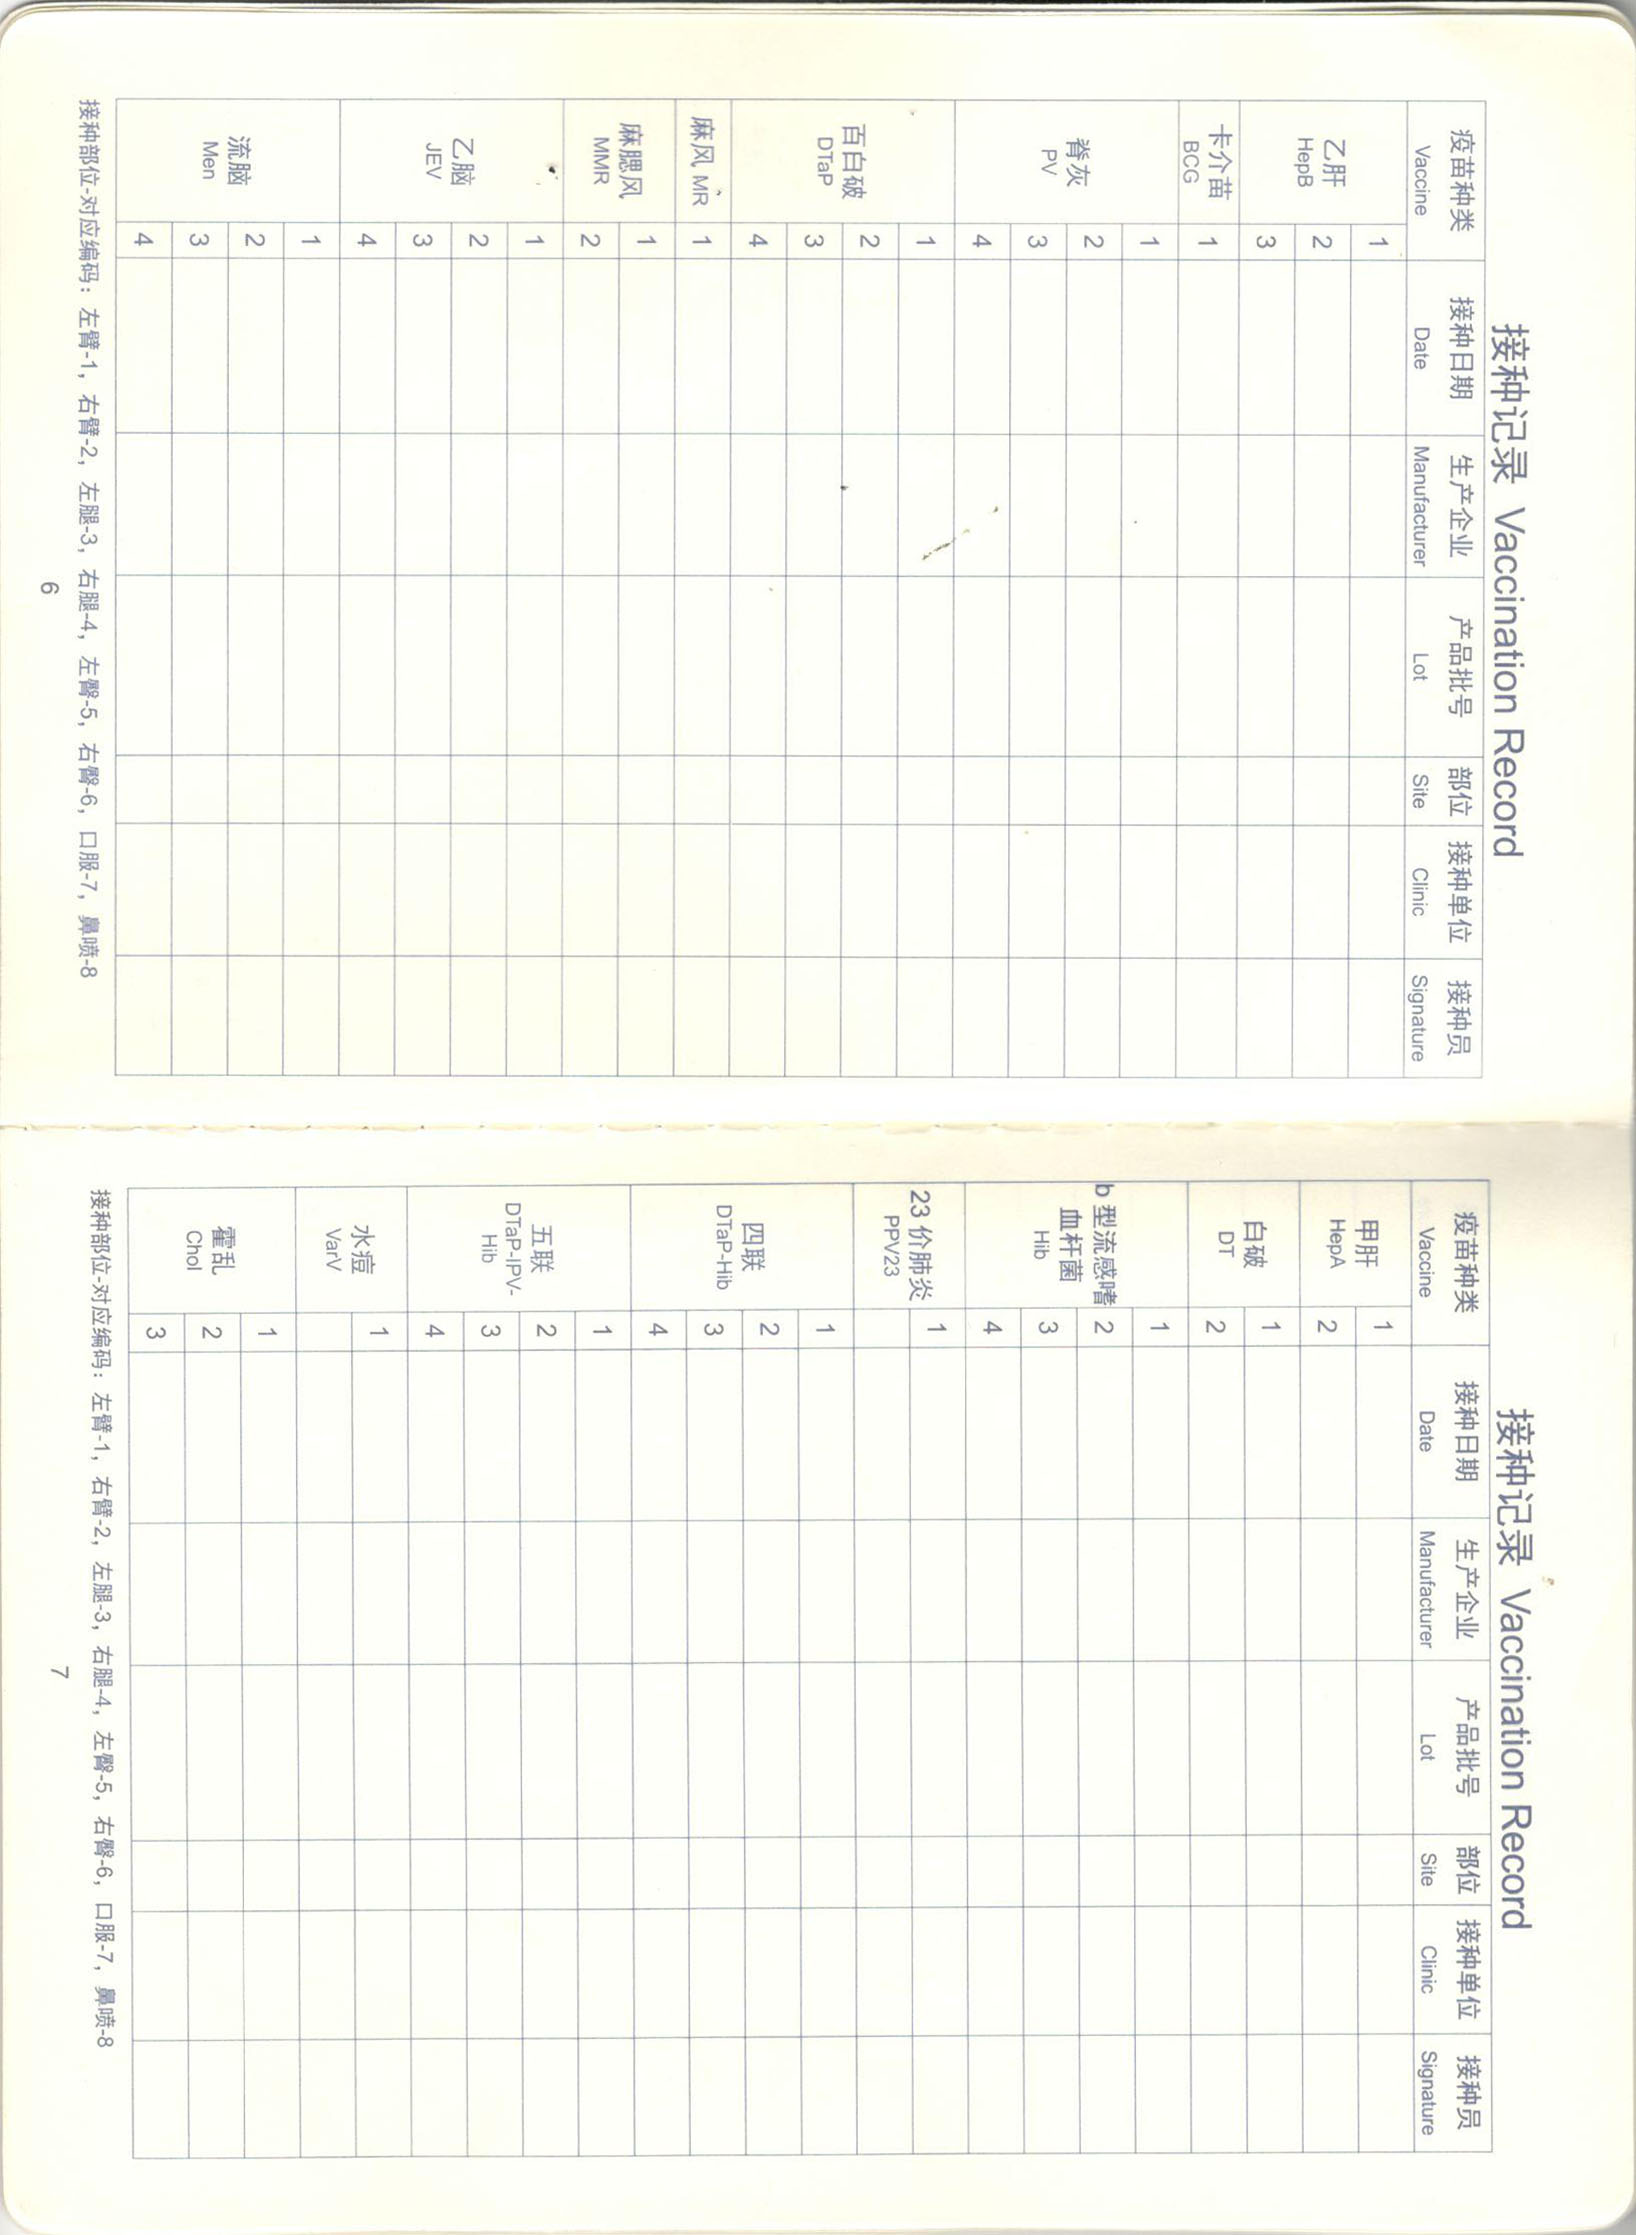 接种记录 Vaccination Record
疫苗种类 接种日期 生产企业 产品批号 部位 接种单位 接种员
Vaccine Date Manufacturer Lot Site Clinic Signature
乙肝
HepB
1
2
3
卡介苗
BCG
1
脊灰
PV
1
2
3
4
百白破
DTaP
1
2
3
4
麻风 MR
1
麻腮风
MMR
1
2
乙脑
JEV
1
2
3
4
流脑
Men
1
2
3
4
接种部位-对应编码：左臂-1，右臂-2，左腿-3，右腿-4，左臀-5，右臀-6，口服-7，鼻喷-8
6
接种记录 Vaccination Record
疫苗种类 接种日期 生产企业 产品批号 部位 接种单位 接种员
Vaccine Date Manufacturer Lot Site Clinic Signature
甲肝
HepA
1
2
白破
DT
1
2
b 型流感嗜
血杆菌
Hib
1
2
3
4
23 价肺炎
PPV23
1
四联
DTaP-Hib
1
2
3
4
五联
DTaP-IPV-
Hib
1
2
3
4
水痘
VarV
1
霍乱
Chol
1
2
3
接种部位-对应编码：左臂-1，右臂-2，左腿-3，右腿-4，左臀-5，右臀-6，口服-7，鼻喷-8
7